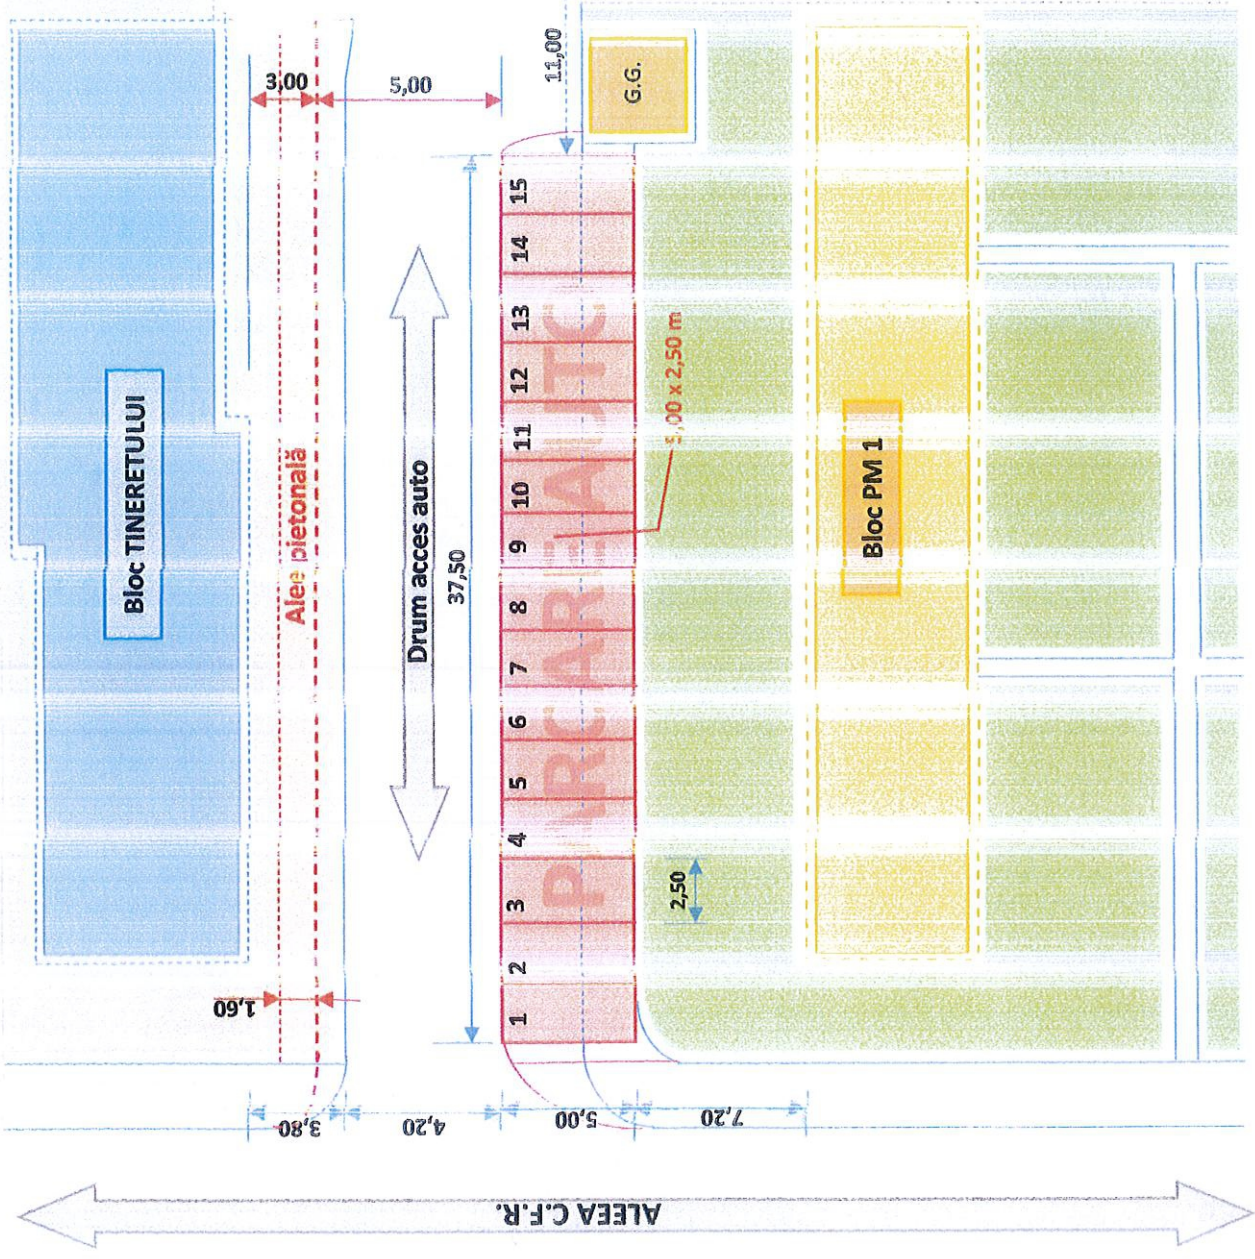 3,00
5,00
11,00
G.G.
Bloc TINERETULUI
Alee pietonală
Drum acces auto
37,50
1 2 3 4 5 6 7 8 9 10 11 12 13 14 15
PARCARE AUTO
5,00 x 2,50 m
2,50
Bloc PM 1
1,60
3,80
4,20
5,00
7,20
ALEEA C.F.R.